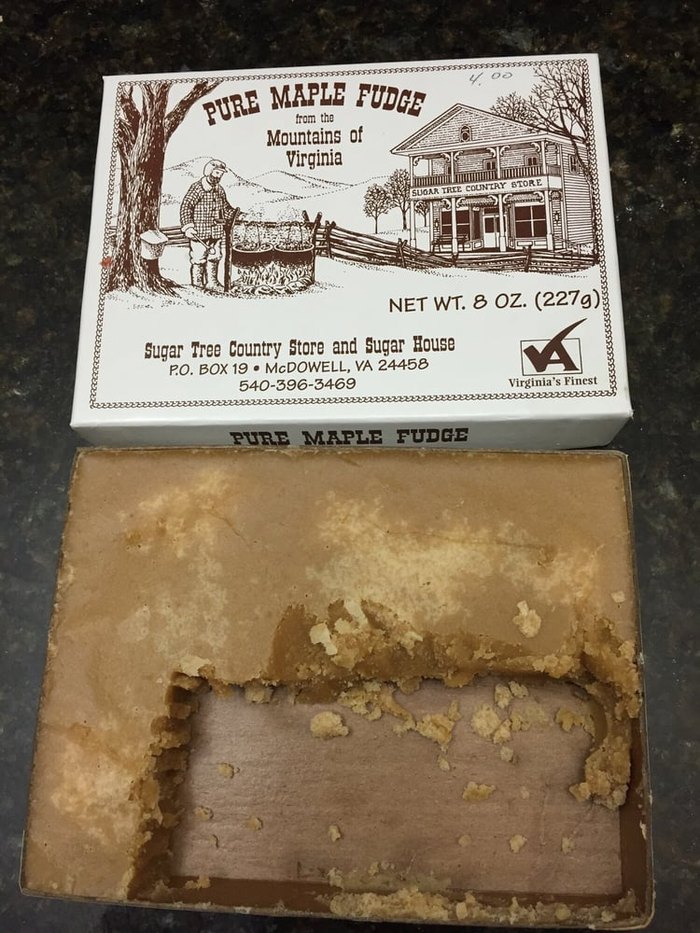 4.00
PURE MAPLE FUDGE
from the
Mountains of
Virginia
SUGAR TREE COUNTRY STORE
NET WT. 8 OZ. (227g)
Sugar Tree Country Store and Sugar House
P.O. BOX 19 • McDOWELL, VA 24458
540-396-3469
VA
Virginia's Finest
PURE MAPLE FUDGE